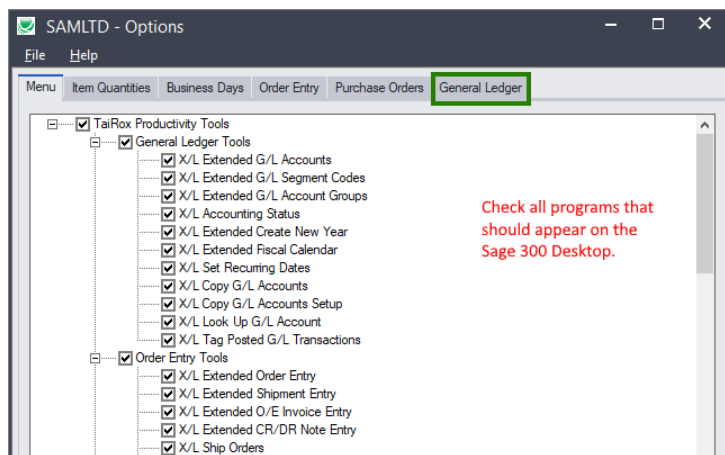 SAMLTD - Options
File Help
Menu Item Quantities Business Days Order Entry Purchase Orders General Ledger
TaiRox Productivity Tools
General Ledger Tools
X/L Extended G/L Accounts
X/L Extended G/L Segment Codes
X/L Extended G/L Account Groups
X/L Accounting Status
X/L Extended Create New Year
X/L Extended Fiscal Calendar
X/L Set Recurring Dates
X/L Copy G/L Accounts
X/L Copy G/L Accounts Setup
X/L Look Up G/L Account
X/L Tag Posted G/L Transactions
Order Entry Tools
X/L Extended Order Entry
X/L Extended Shipment Entry
X/L Extended O/E Invoice Entry
X/L Extended CR/DR Note Entry
X/L Ship Orders
Check all programs that
should appear on the
Sage 300 Desktop.